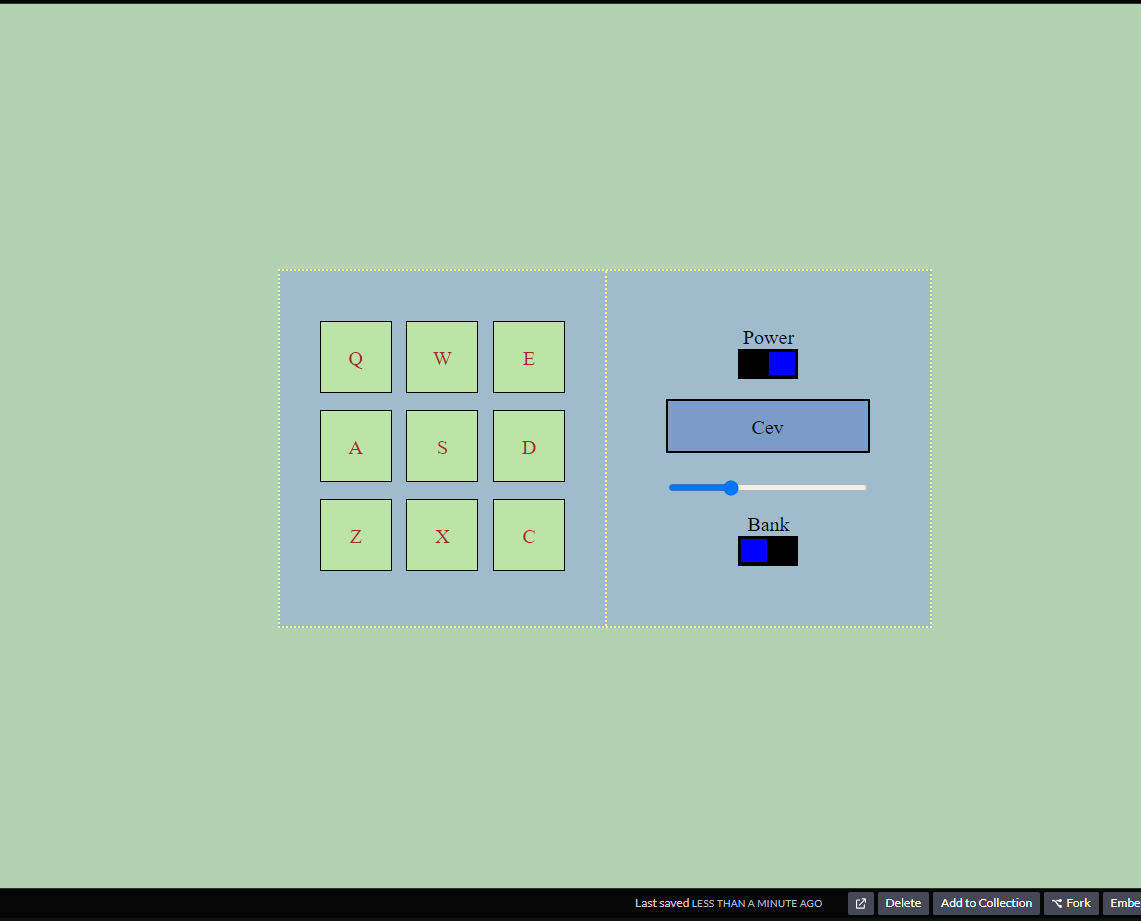 Q W E
A S D
Z X C
Power
Cev
Bank
Last saved LESS THAN A MINUTE AGO Delete Add to Collection Fork Embe